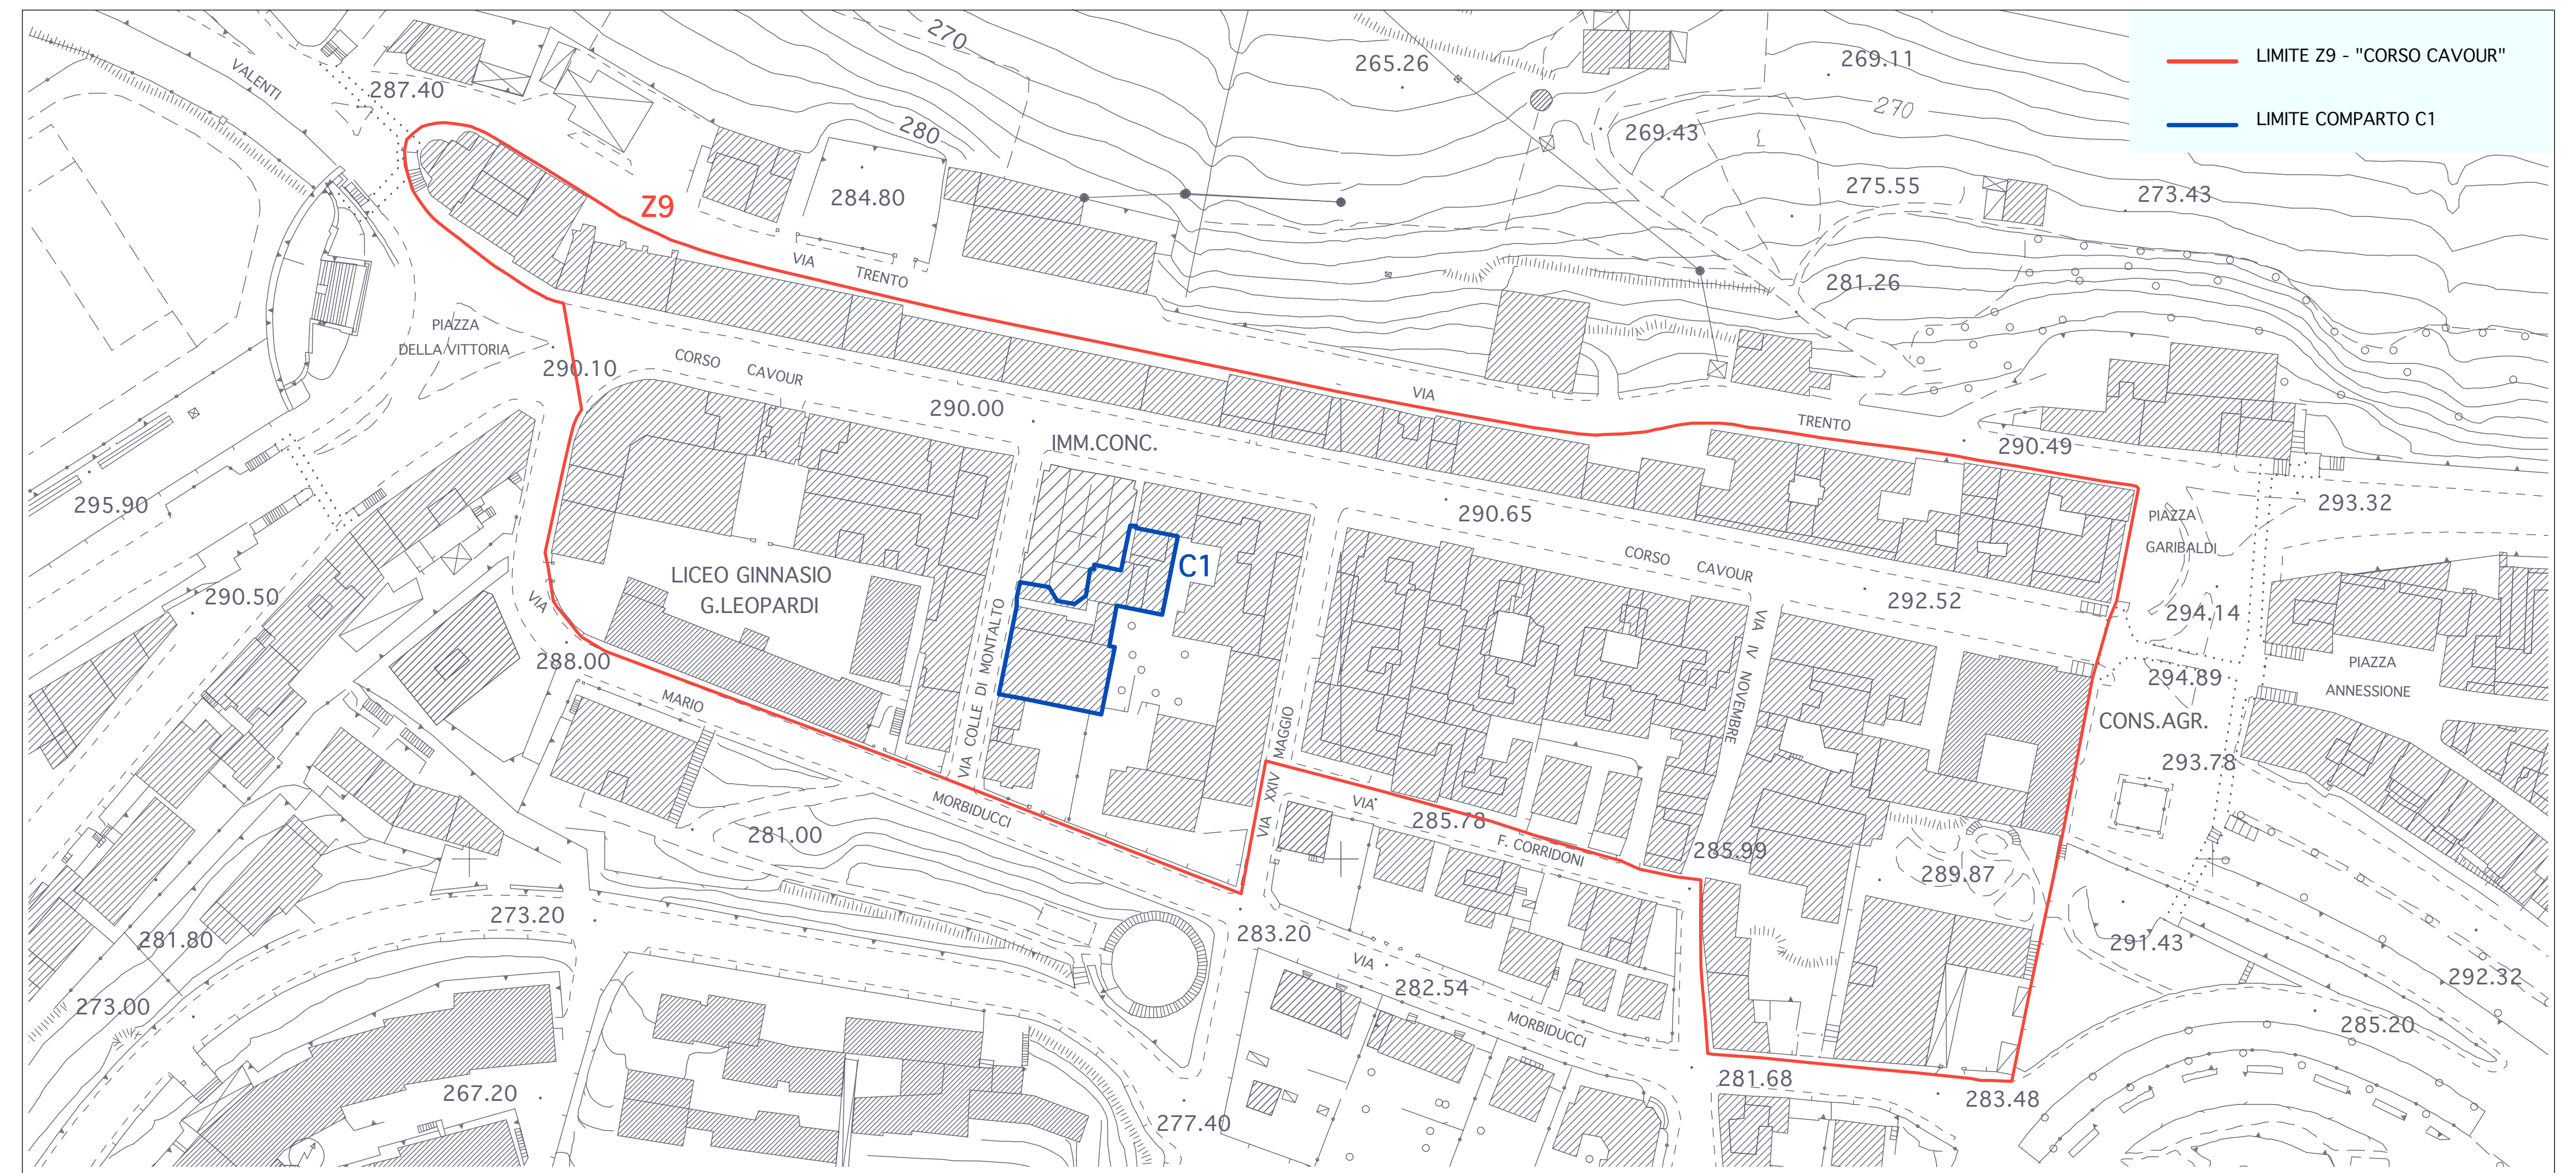 LIMITE Z9 - "CORSO CAVOUR"
LIMITE COMPARTO C1
VALENTI
287.40
270
280
265.26
269.11
270
269.43
284.80
275.55
273.43
Z9
VIA TRENTO
281.26
PIAZZA
DELLA VITTORIA
290.10
CORSO CAVOUR
290.00
IMM.CONC.
VIA TRENTO
290.49
295.90
290.65
293.32
PIAZZA
GARIBALDI
CORSO CAVOUR
C1
LICEO GINNASIO
G.LEOPARDI
290.50
292.52
294.14
VIA MARIO MORBIDUCCI
288.00
VIA COLLE DI MONTALTO
VIA IV NOVEMBRE
PIAZZA
ANNESSIONE
294.89
CONS.AGR.
293.78
VIA XXIV MAGGIO
VIA F. CORRIDONI
285.78
285.99
281.00
289.87
273.20
281.80
283.20
291.43
292.32
273.00
VIA MORBIDUCCI
282.54
285.20
267.20
277.40
281.68
283.48